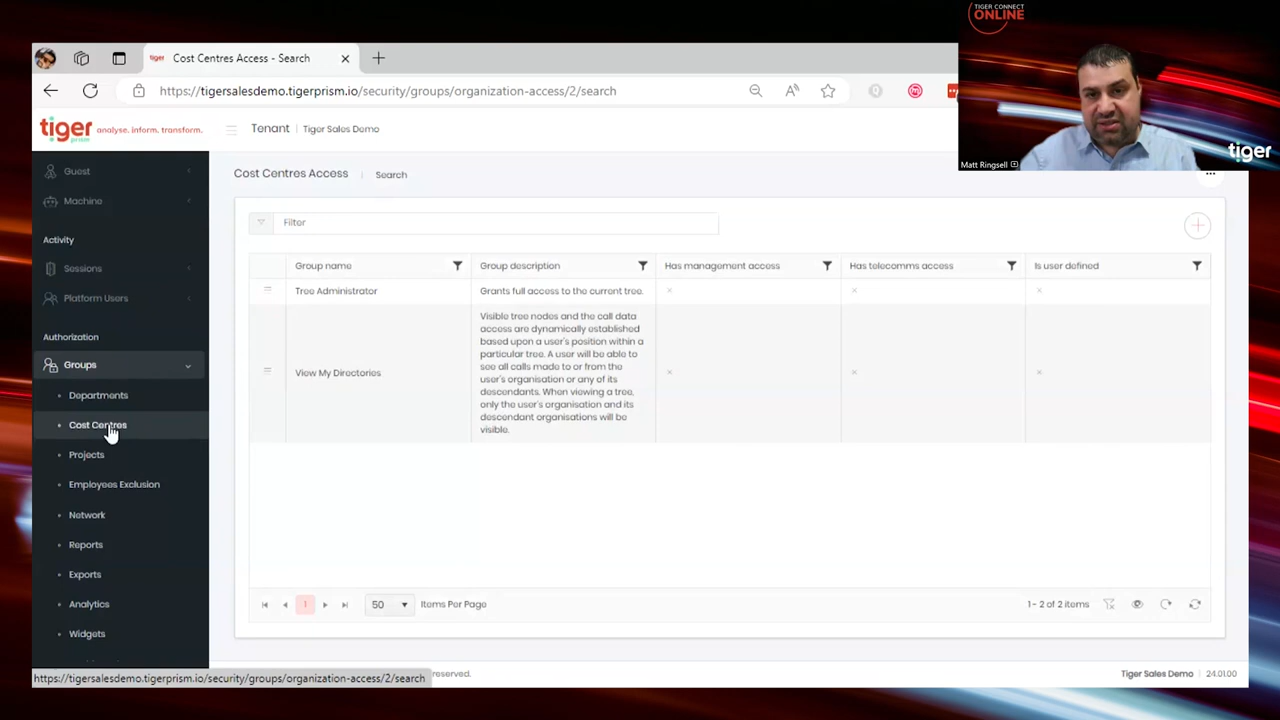 TIGER CONNECT
ONLINE
Cost Centres Access - Search
https://tigersalesdemo.tigerprism.io/security/groups/organization-access/2/search
tiger
prism
analyse. inform. transform.
Tenant | Tiger Sales Demo
Matt Ringsell
tiger
Guest
Machine
Activity
Sessions
Platform Users
Authorization
Groups
Departments
Cost Centres
Projects
Employees Exclusion
Network
Reports
Exports
Analytics
Widgets
Cost Centres Access | Search
Filter
Group name
Group description
Has management access
Has telecomms access
Is user defined
Tree Administrator
Grants full access to the current tree.
View My Directories
Visible tree nodes and the call data
access are dynamically established
based upon a user's position within a
particular tree. A user will be able to
see all calls made to or from the
user's organisation or any of its
descendants. When viewing a tree,
only the user's organisation and its
descendant organisations will be
visible.
1
50
Items Per Page
1 - 2 of 2 items
https://tigersalesdemo.tigerprism.io/security/groups/organization-access/2/search
reserved.
Tiger Sales Demo | 24.01.00